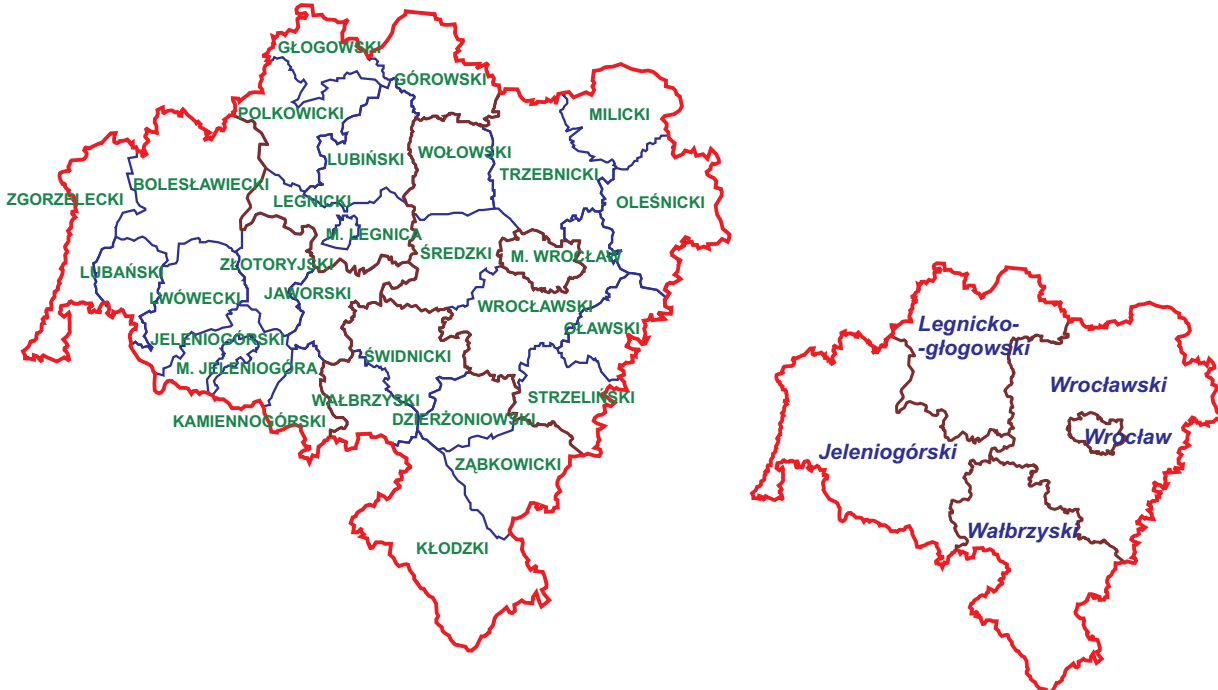 GŁOGOWSKI
GÓROWSKI
POLKOWICKI
MILICKI
LUBIŃSKI
WOŁOWSKI
TRZEBNICKI
BOLESŁAWIECKI
ZGORZELECKI
LEGNICKI
OLEŚNICKI
M. LEGNICA
ŚREDZKI
M. WROCŁAW
LUBAŃSKI
ZŁOTORYJSKI
LWÓWECKI
JAWORSKI
WROCŁAWSKI
OŁAWSKI
JELENIOGÓRSKI
ŚWIDNICKI
M. JELENIOGÓRA
STRZELIŃSKI
WAŁBRZYSKI
KAMIENNOGÓRSKI
DZIERŻONIOWSKI
ZĄBKOWICKI
KŁODZKI
Legnicko-
-głogowski
Wrocławski
Wrocław
Jeleniogórski
Wałbrzyski